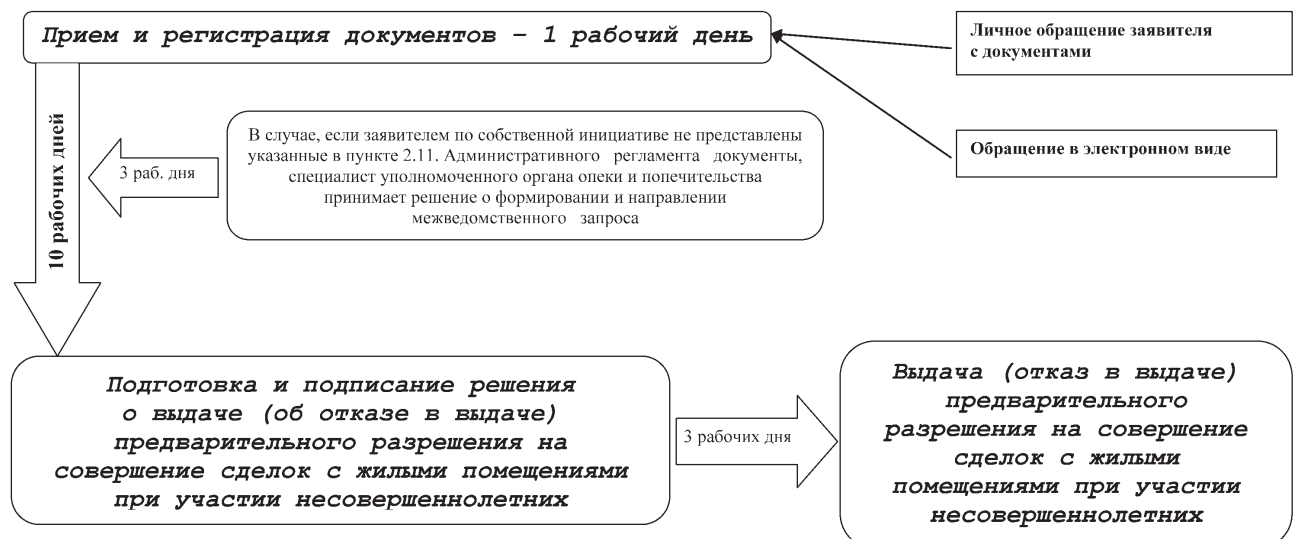 Прием и регистрация документов – 1 рабочий день
Личное обращение заявителя
с документами
Обращение в электронном виде
10 рабочих дней
3 раб. дня
В случае, если заявителем по собственной инициативе не представлены
указанные в пункте 2.11. Административного регламента документы,
специалист уполномоченного органа опеки и попечительства
принимает решение о формировании и направлении
межведомственного запроса
Подготовка и подписание решения
о выдаче (об отказе в выдаче)
предварительного разрешения на
совершение сделок с жилыми помещениями
при участии несовершеннолетних
3 рабочих дня
Выдача (отказ в выдаче)
предварительного
разрешения на совершение
сделок с жилыми
помещениями при участии
несовершеннолетних